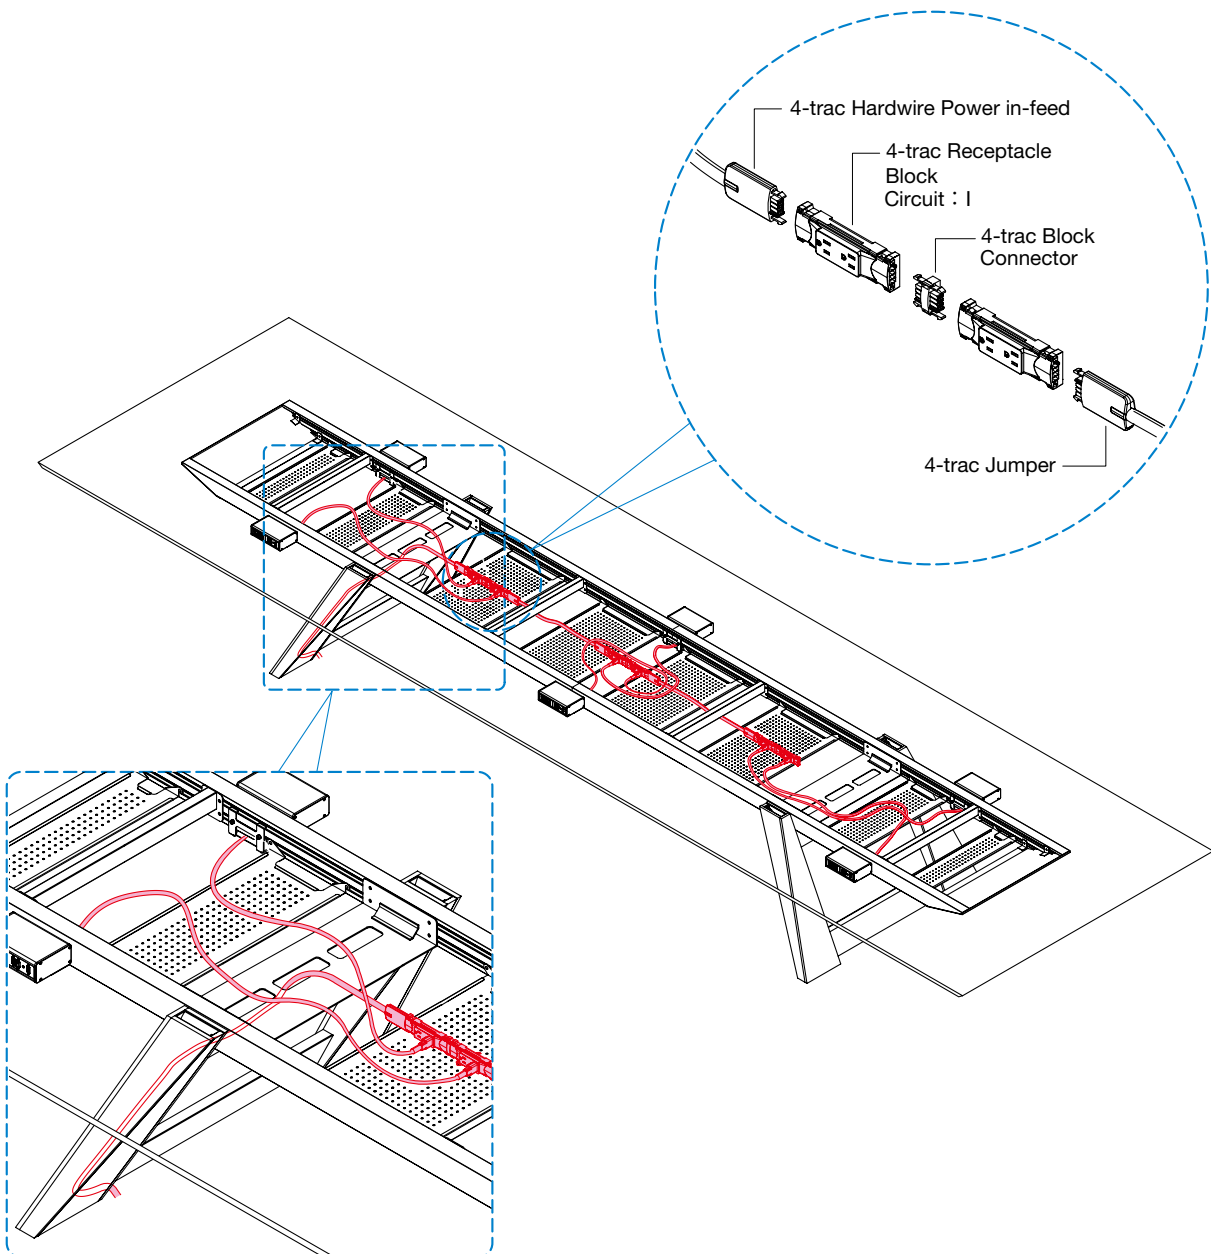 4-trac Hardwire Power in-feed
4-trac Receptacle
Block
Circuit：I
4-trac Block
Connector
4-trac Jumper